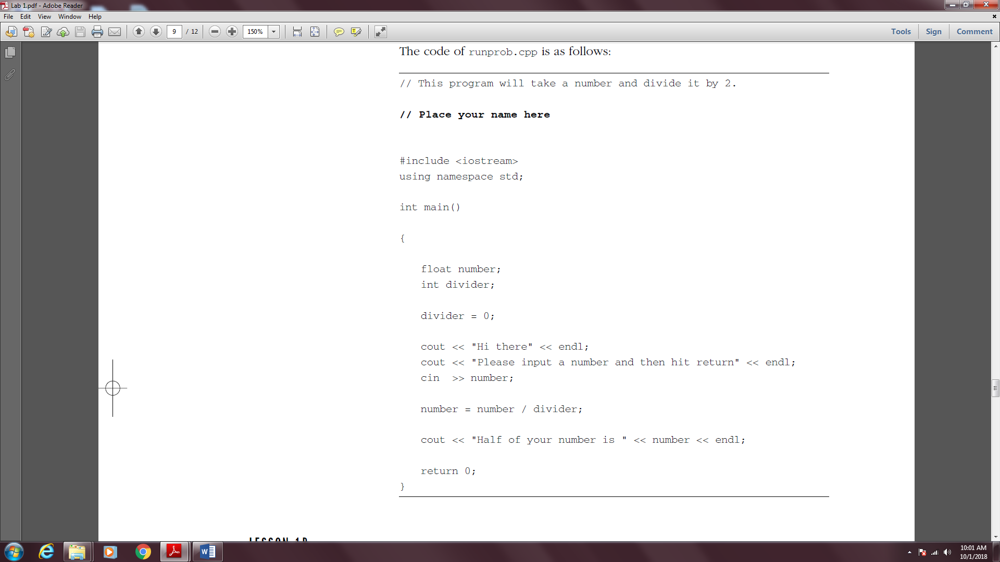 Lab 1.pdf - Adobe Reader
File Edit View Window Help
9 / 12 150% Tools Sign Comment
The code of runprob.cpp is as follows:
// This program will take a number and divide it by 2.
// Place your name here
#include <iostream>
using namespace std;
int main()
{
float number;
int divider;
divider = 0;
cout << "Hi there" << endl;
cout << "Please input a number and then hit return" << endl;
cin >> number;
number = number / divider;
cout << "Half of your number is " << number << endl;
return 0;
}
10:01 AM
10/1/2018